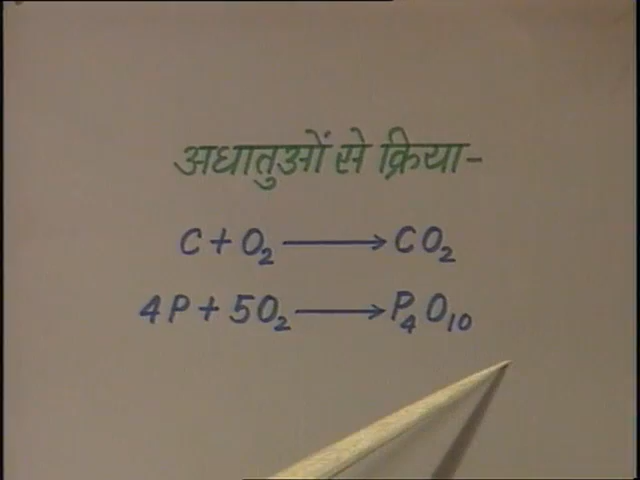 अधातुओं से क्रिया-
C + O₂ ⟶ CO₂
4P + 5O₂ ⟶ P₄O₁₀